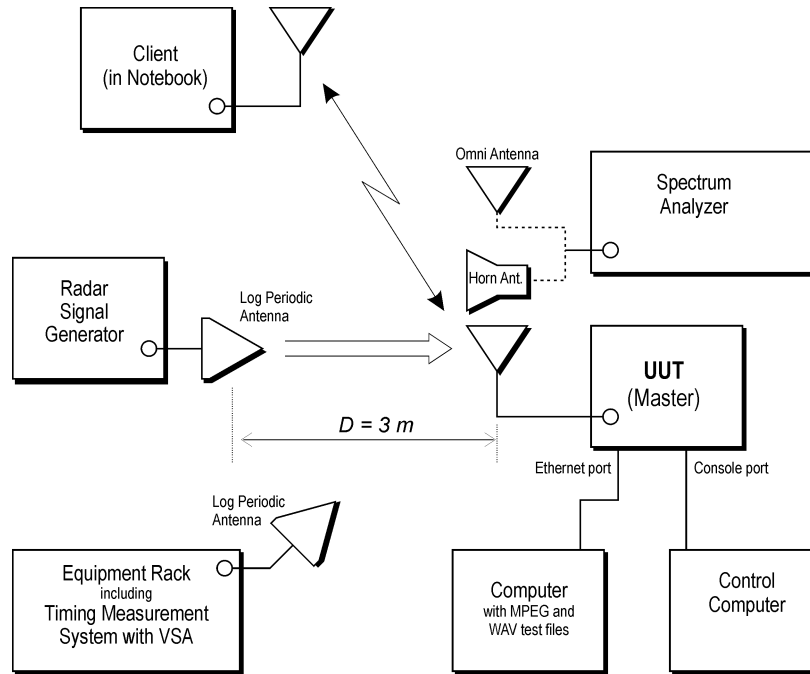 Client
(in Notebook)
Omni Antenna
Spectrum
Analyzer
Horn Ant.
Radar
Signal
Generator
Log Periodic
Antenna
UUT
(Master)
D = 3 m
Ethernet port
Console port
Log Periodic
Antenna
Equipment Rack
including
Timing Measurement
System with VSA
Computer
with MPEG and
WAV test files
Control
Computer